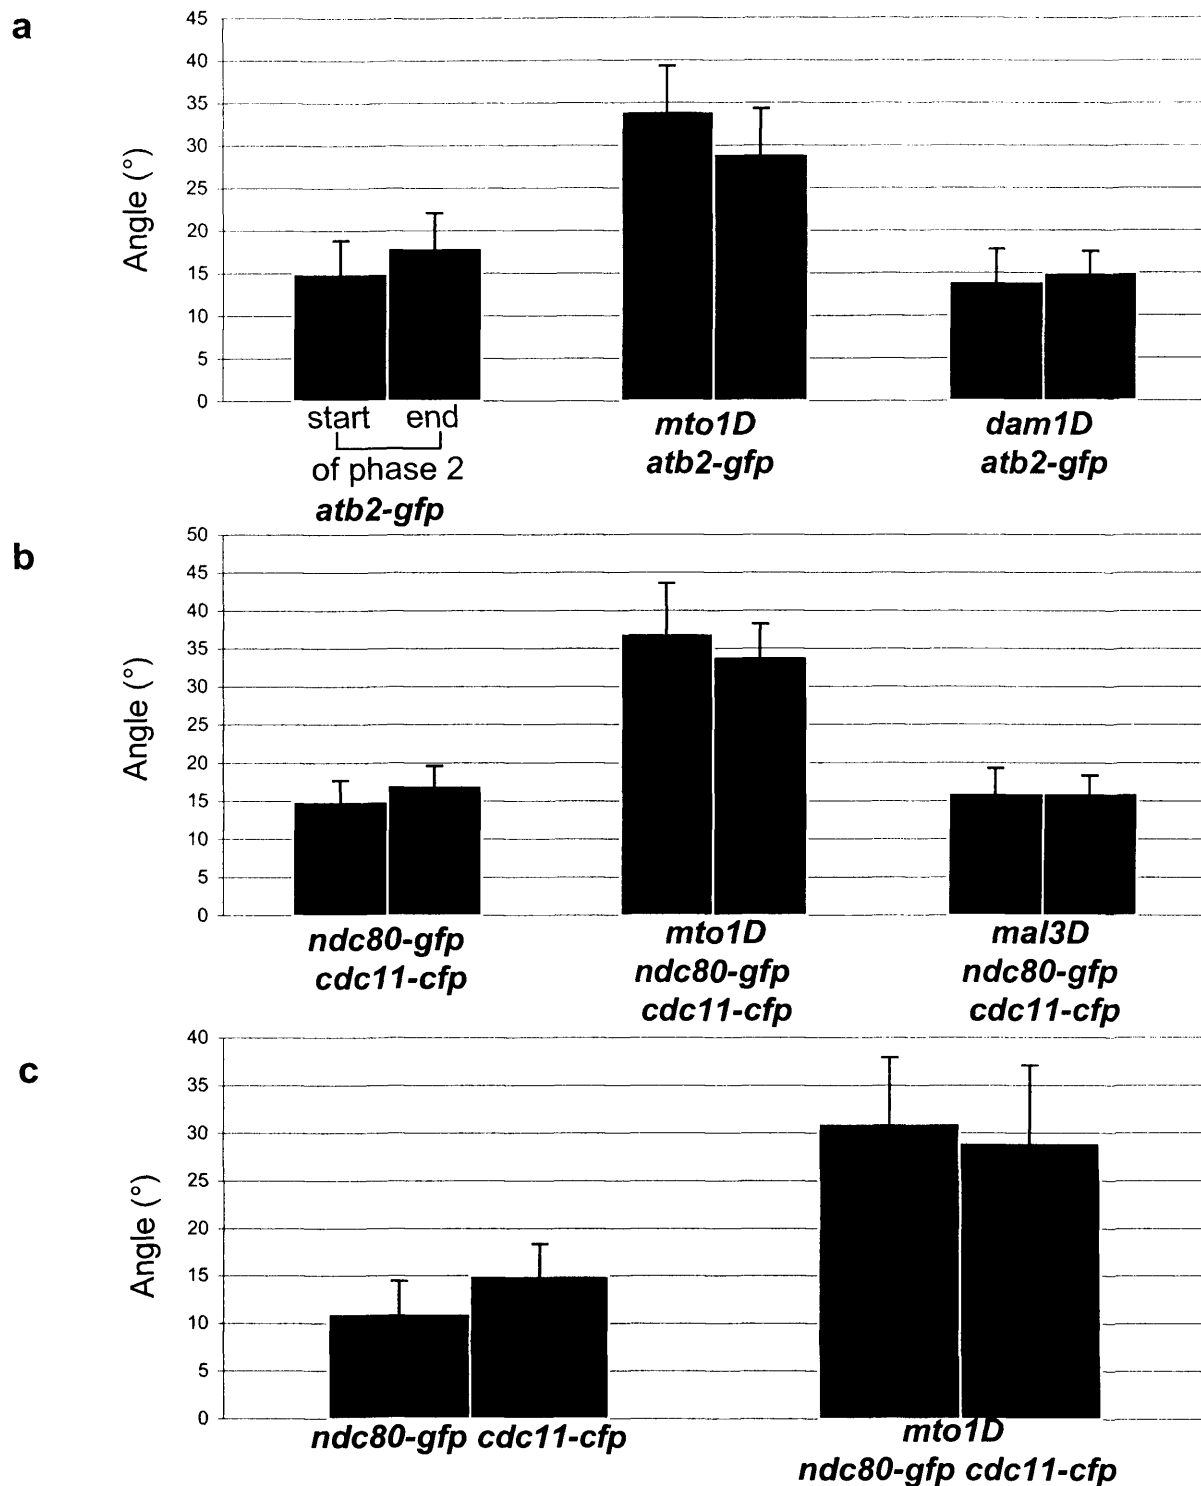 a
45
40
35
30
25
20
15
10
5
0
Angle (°)
start end
of phase 2
atb2-gfp
mto1D
atb2-gfp
dam1D
atb2-gfp
b
50
45
40
35
30
25
20
15
10
5
0
Angle (°)
ndc80-gfp
cdc11-cfp
mto1D
ndc80-gfp
cdc11-cfp
mal3D
ndc80-gfp
cdc11-cfp
c
40
35
30
25
20
15
10
5
0
Angle (°)
ndc80-gfp cdc11-cfp
mto1D
ndc80-gfp cdc11-cfp